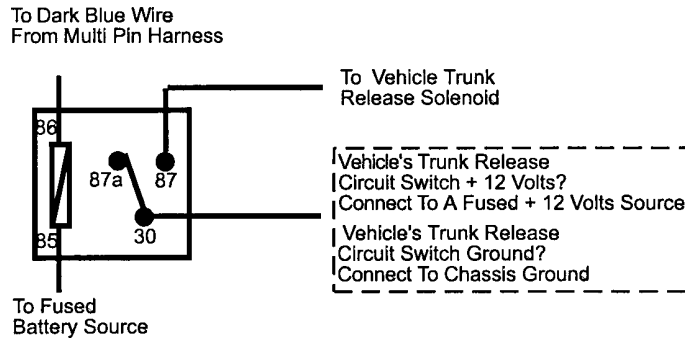 To Dark Blue Wire
From Multi Pin Harness
To Vehicle Trunk
Release Solenoid
86
87a
87
85
30
Vehicle's Trunk Release
Circuit Switch + 12 Volts?
Connect To A Fused + 12 Volts Source
Vehicle's Trunk Release
Circuit Switch Ground?
Connect To Chassis Ground
To Fused
Battery Source